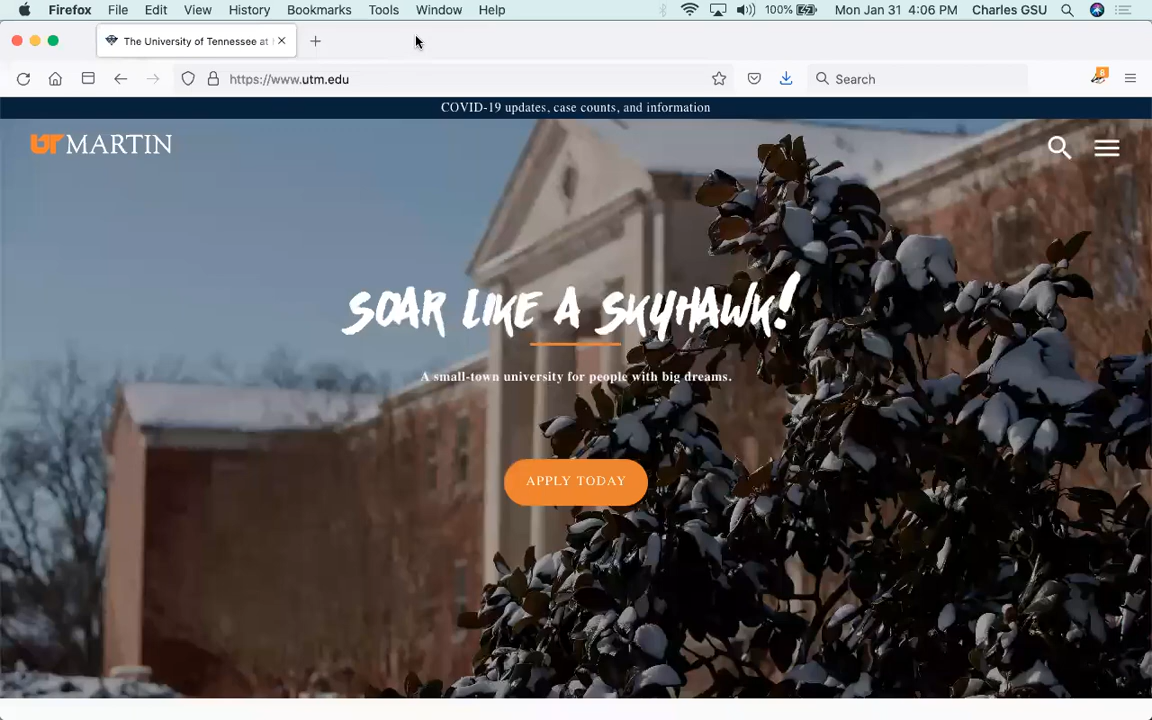 Firefox File Edit View History Bookmarks Tools Window Help 100% Mon Jan 31 4:06 PM Charles GSU
The University of Tennessee at
https://www.utm.edu Search 8
COVID-19 updates, case counts, and information
UT MARTIN
SOAR LIKE A SKYHAWK!
A small-town university for people with big dreams.
APPLY TODAY